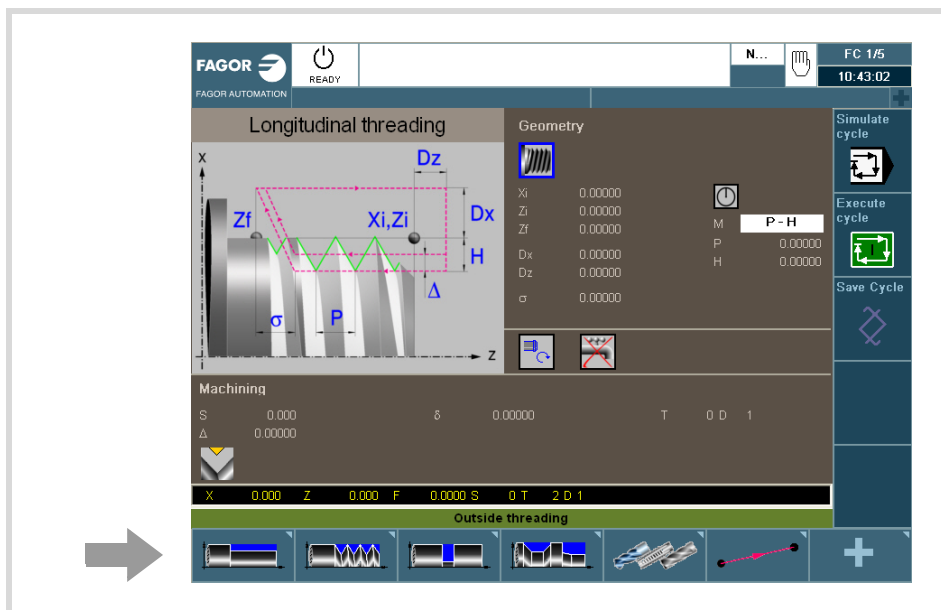 FAGOR
READY
FAGOR AUTOMATION
N...
FC 1/5
10:43:02
Longitudinal threading
X
Dz
Zf
Xi,Zi
Dx
H
Δ
σ
P
Z
Geometry
Xi 0.00000
Zi 0.00000
Zf 0.00000
Dx 0.00000
Dz 0.00000
σ 0.00000
M P - H
P 0.00000
H 0.00000
Simulate
cycle
Execute
cycle
Save Cycle
Machining
S 0.000 δ 0.00000 T 0 D 1
Δ 0.00000
X 0.000 Z 0.000 F 0.0000 S 0 T 2 D 1
Outside threading